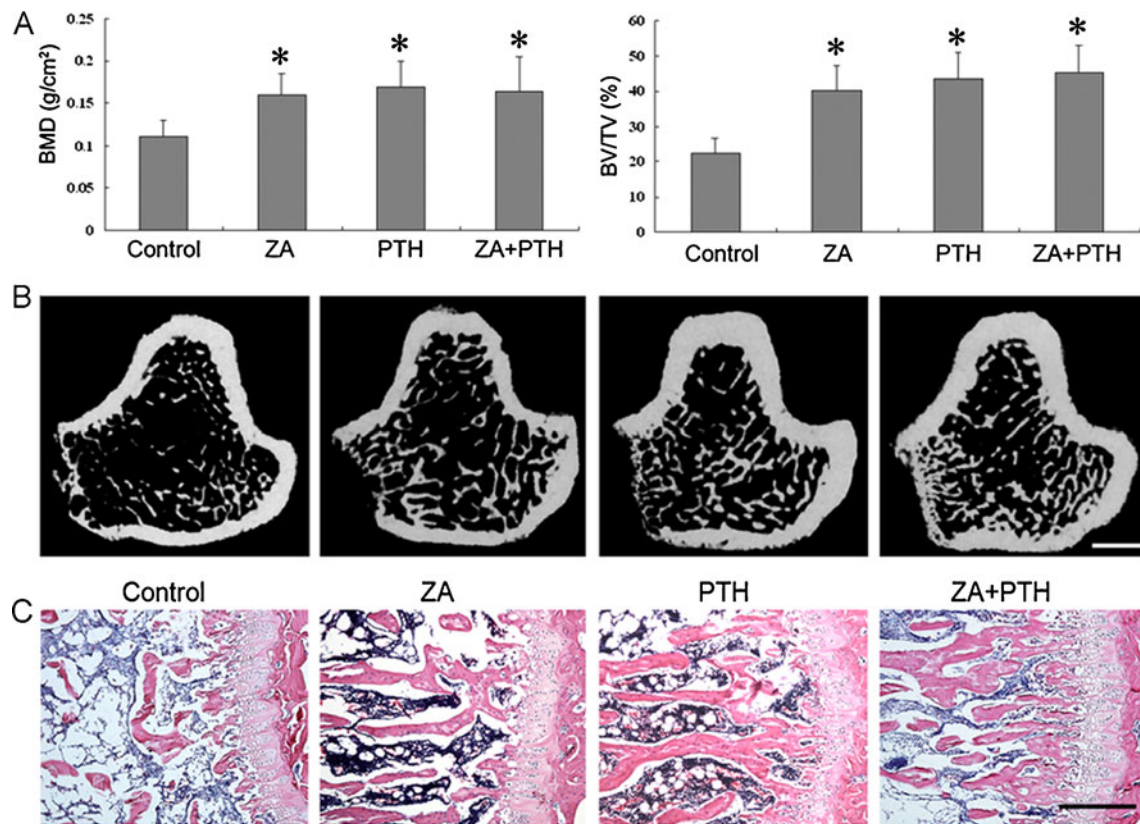 A
BMD (g/cm²)
0.25
0.2
0.15
0.1
0.05
0
* * *
Control ZA PTH ZA+PTH
BV/TV (%)
60
50
40
30
20
10
0
* * *
Control ZA PTH ZA+PTH
B
Control ZA PTH ZA+PTH
C